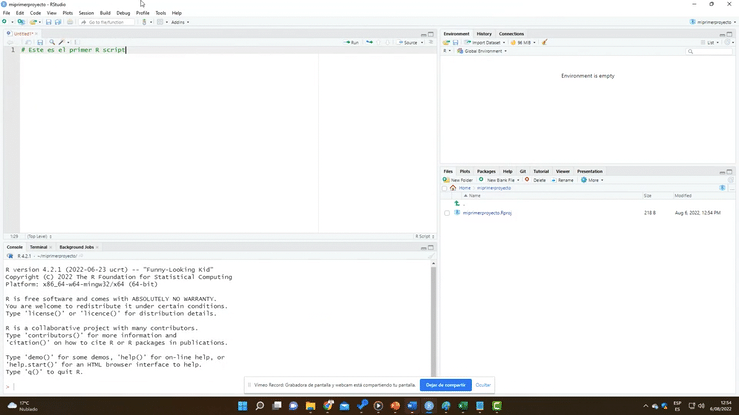 miprimerproyecto - RStudio
File Edit Code View Plots Session Build Debug Profile Tools Help
Go to file/function Addins
miprimerproyecto
Untitled1*
Run Source
1 # Este es el primer R script
1:29 (Top Level) R Script
Console Terminal Background Jobs
R 4.2.1 · ~/miprimerproyecto/
R version 4.2.1 (2022-06-23 ucrt) -- "Funny-Looking Kid"
Copyright (C) 2022 The R Foundation for Statistical Computing
Platform: x86_64-w64-mingw32/x64 (64-bit)
R is free software and comes with ABSOLUTELY NO WARRANTY.
You are welcome to redistribute it under certain conditions.
Type 'license()' or 'licence()' for distribution details.
R is a collaborative project with many contributors.
Type 'contributors()' for more information and
'citation()' on how to cite R or R packages in publications.
Type 'demo()' for some demos, 'help()' for on-line help, or
'help.start()' for an HTML browser interface to help.
Type 'q()' to quit R.
>
Environment History Connections
Import Dataset 66 MiB List
R Global Environment
Environment is empty
Files Plots Packages Help Git Tutorial Viewer Presentation
New Folder New Blank File Delete Rename More
Home miprimerproyecto
Name Size Modified
..
miprimerproyecto.Rproj 218 B Aug 6, 2022, 12:54 PM
Vimeo Record: Grabadora de pantalla y webcam está compartiendo tu pantalla. Dejar de compartir Ocultar
17°C
Nublado
ESP
ES
12:54
6/08/2022